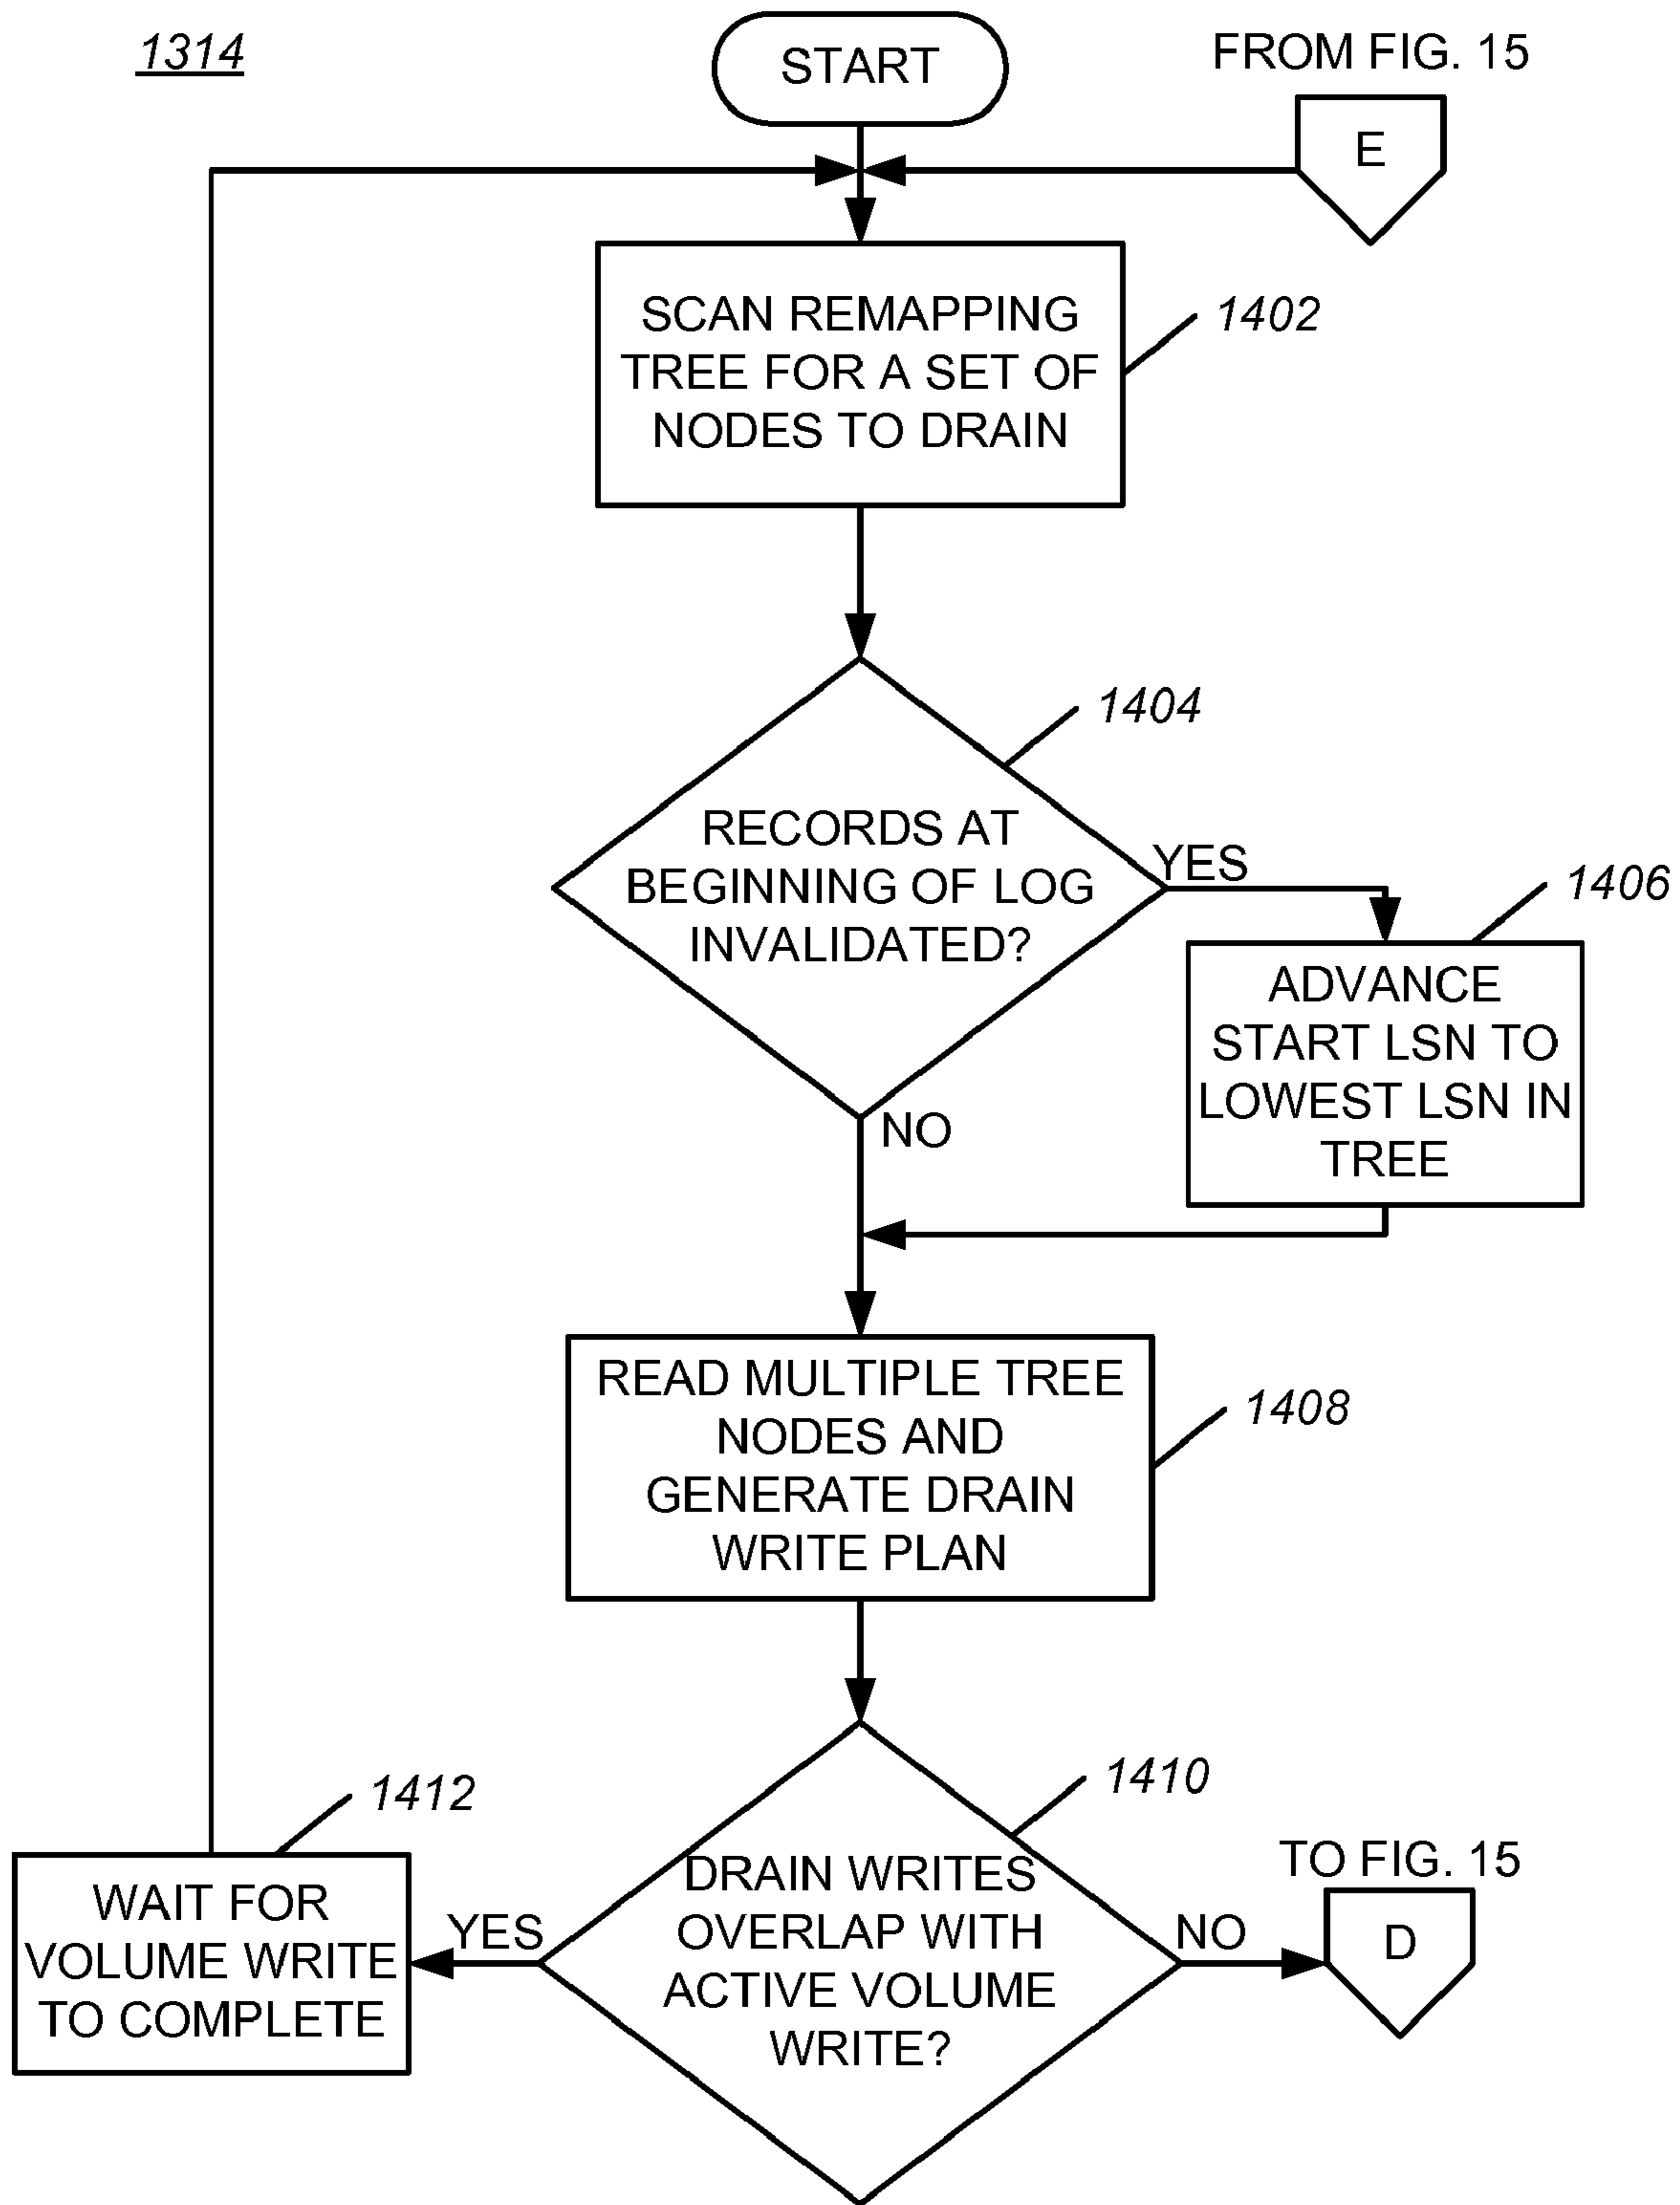 1314
START
FROM FIG. 15
E
SCAN REMAPPING
TREE FOR A SET OF
NODES TO DRAIN
1402
1404
RECORDS AT
BEGINNING OF LOG
INVALIDATED?
YES
1406
ADVANCE
START LSN TO
LOWEST LSN IN
TREE
NO
READ MULTIPLE TREE
NODES AND
GENERATE DRAIN
WRITE PLAN
1408
1410
DRAIN WRITES
OVERLAP WITH
ACTIVE VOLUME
WRITE?
YES
1412
WAIT FOR
VOLUME WRITE
TO COMPLETE
NO
TO FIG. 15
D